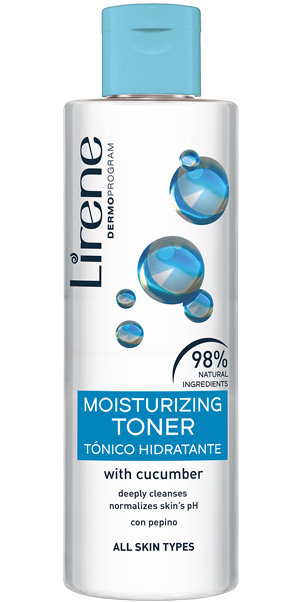 Lirene
DERMOPROGRAM
98%
NATURAL
INGREDIENTS
MOISTURIZING
TONER
TÓNICO HIDRATANTE
with cucumber
deeply cleanses
normalizes skin's pH
con pepino
ALL SKIN TYPES